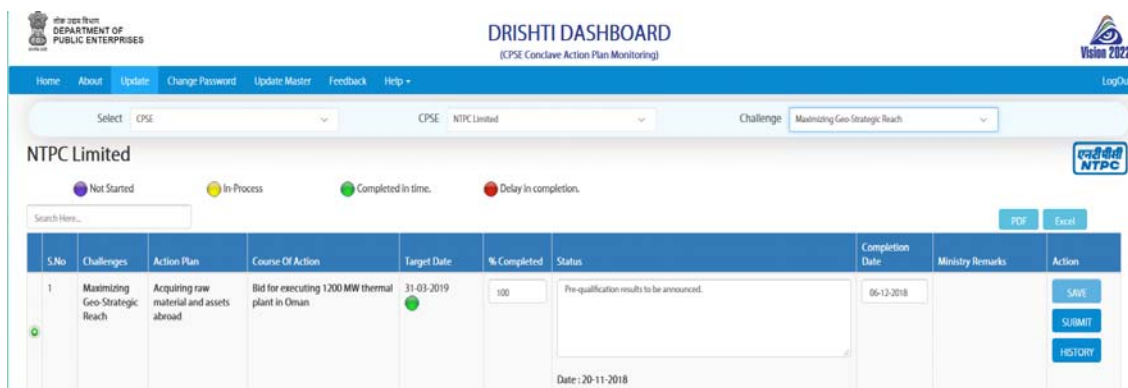 लोक उद्यम विभाग
DEPARTMENT OF
PUBLIC ENTERPRISES
DRISHTI DASHBOARD
(CPSE Conclave Action Plan Monitoring)
Vision 2022
Home About Update Change Password Update Master Feedback Help LogOu
Select CPSE CPSE NTPC Limited Challenge Maximizing Geo-Strategic Reach
NTPC Limited
एनटीपीसी
NTPC
Not Started In-Process Completed in time. Delay in completion.
Search Here...
PDF Excel
S.No Challenges Action Plan Course Of Action Target Date % Completed Status Completion Date Ministry Remarks Action
1 Maximizing Acquiring raw Bid for executing 1200 MW thermal 31-03-2019 100 Pre-qualification results to be announced. 06-12-2018 SAVE
Geo-Strategic material and assets plant in Oman
Reach abroad
SUBMIT
HISTORY
Date : 20-11-2018